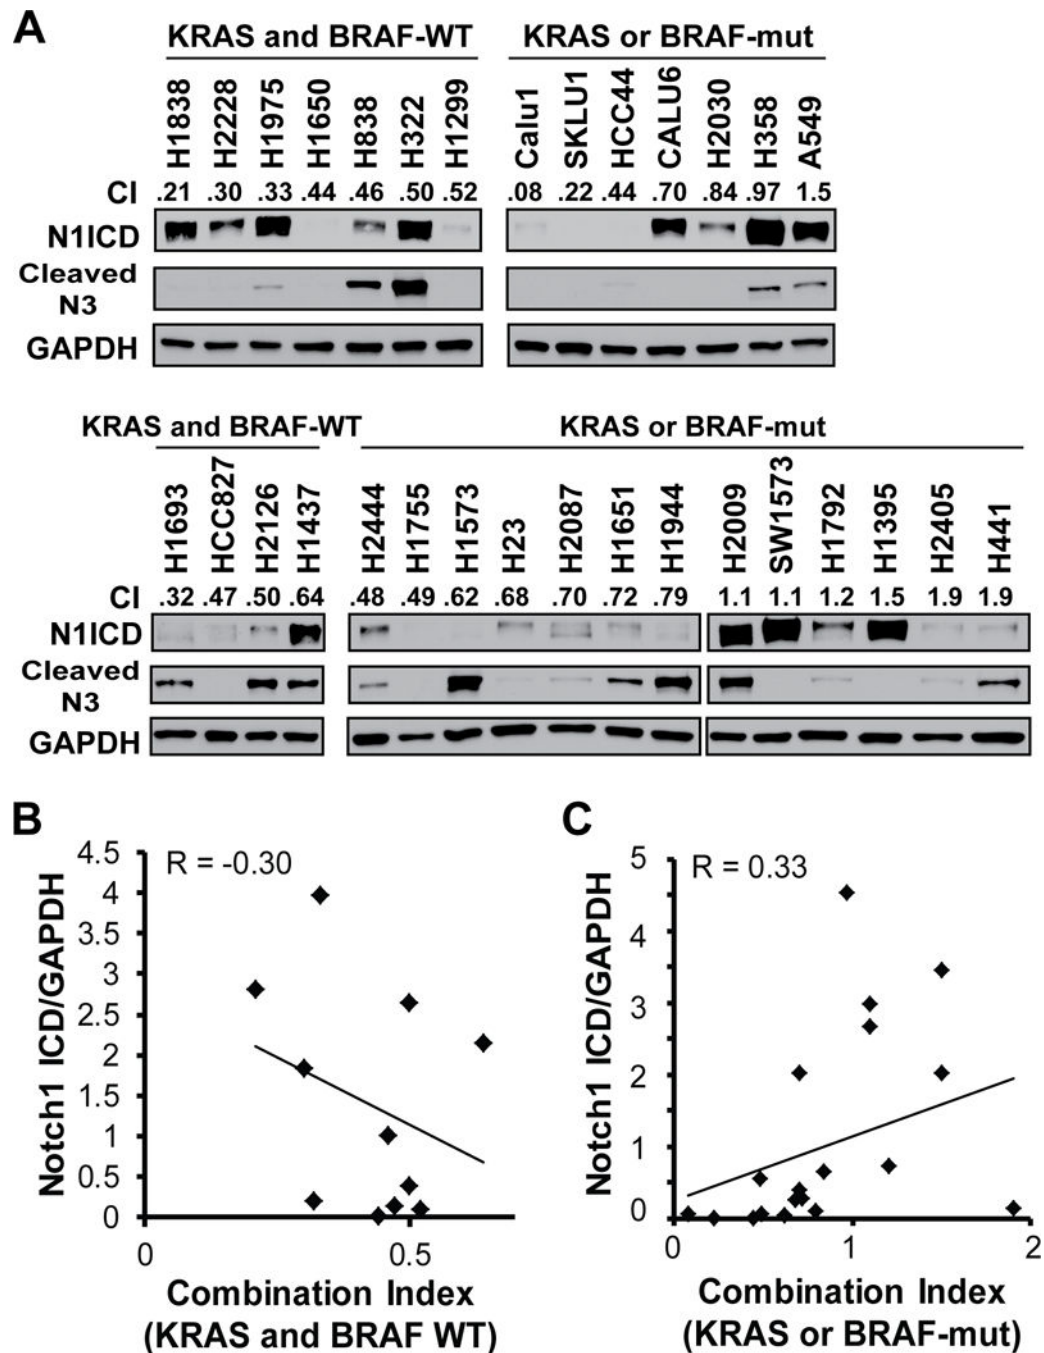 A
KRAS and BRAF-WT KRAS or BRAF-mut
H1838 H2228 H1975 H1650 H838 H322 H1299 Calu1 SKLU1 HCC44 CALU6 H2030 H358 A549
CI .21 .30 .33 .44 .46 .50 .52 .08 .22 .44 .70 .84 .97 1.5
N1ICD
Cleaved
N3
GAPDH
KRAS and BRAF-WT KRAS or BRAF-mut
H1693 HCC827 H2126 H1437 H2444 H1755 H1573 H23 H2087 H1651 H1944 H2009 SW1573 H1792 H1395 H2405 H441
CI .32 .47 .50 .64 .48 .49 .62 .68 .70 .72 .79 1.1 1.1 1.2 1.5 1.9 1.9
N1ICD
Cleaved
N3
GAPDH
B
R = -0.30
Notch1 ICD/GAPDH
4.5
4
3.5
3
2.5
2
1.5
1
0.5
0
0 0.5
Combination Index
(KRAS and BRAF WT)
C
R = 0.33
Notch1 ICD/GAPDH
5
4
3
2
1
0
0 1 2
Combination Index
(KRAS or BRAF-mut)